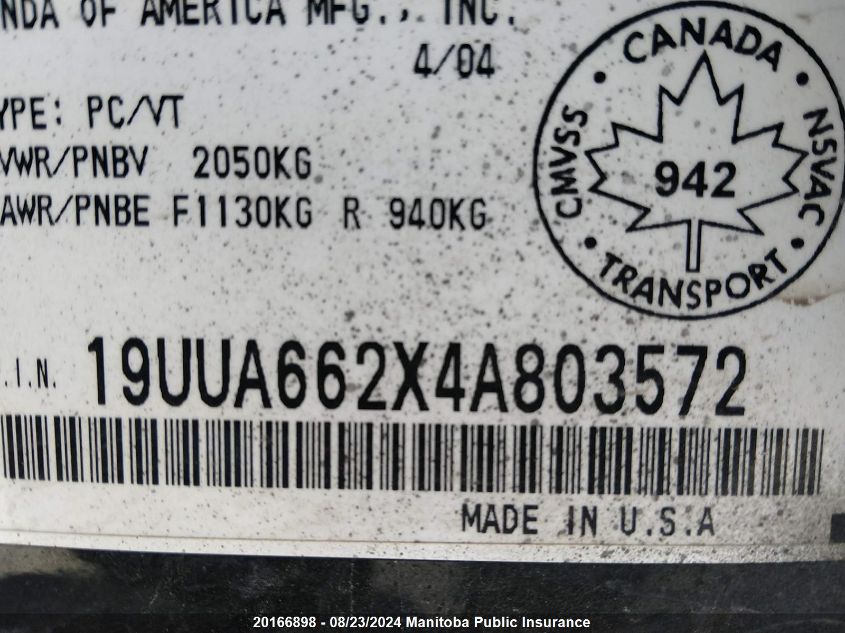 NDA OF AMERICA MFG., INC.
4/04
YPE: PC/VT
VWR/PNBV 2050KG
AWR/PNBE F1130KG R 940KG
CANADA
CMVSS
942
NSVAC
TRANSPORT
.I.N. 19UUA662X4A803572
MADE IN U.S.A
20166898 - 08/23/2024 Manitoba Public Insurance